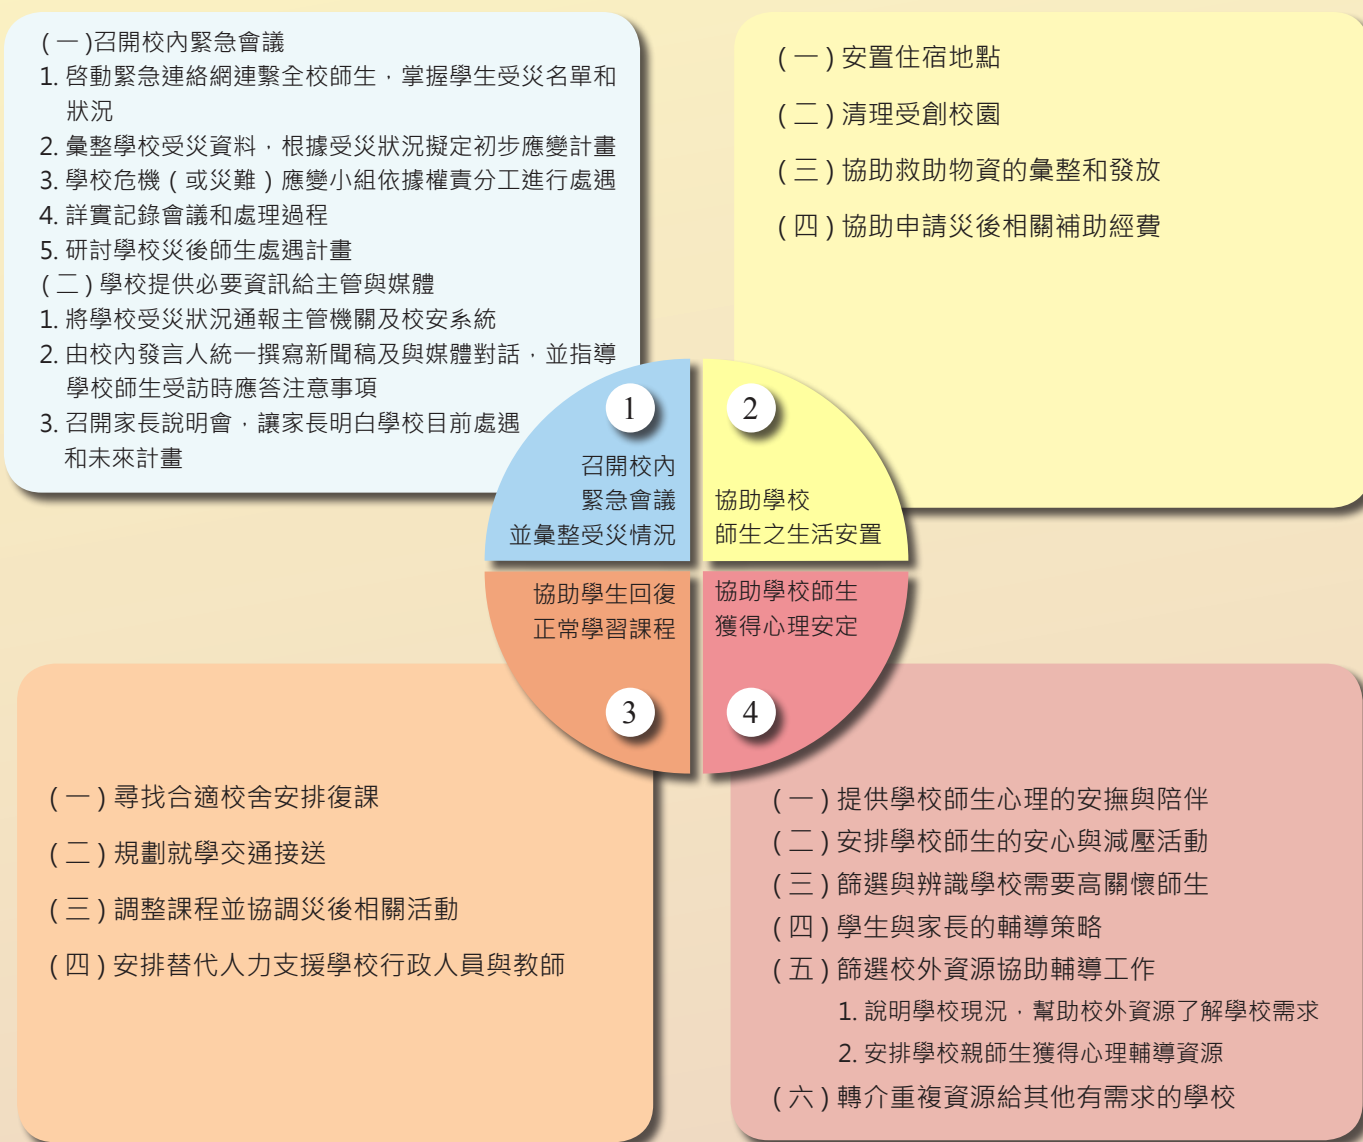 (一)召開校內緊急會議
1. 啓動緊急連絡網連繫全校師生，掌握學生受災名單和
狀況
2. 彙整學校受災資料，根據受災狀況擬定初步應變計畫
3. 學校危機(或災難)應變小組依據權責分工進行處遇
4. 詳實記錄會議和處理過程
5. 研討學校災後師生處遇計畫
(二)學校提供必要資訊給主管與媒體
1. 將學校受災狀況通報主管機關及校安系統
2. 由校內發言人統一撰寫新聞稿及與媒體對話，並指導
學校師生受訪時應答注意事項
3. 召開家長說明會，讓家長明白學校目前處遇
和未來計畫
(一)安置住宿地點
(二)清理受創校園
(三)協助救助物資的彙整和發放
(四)協助申請災後相關補助經費
1
召開校內
緊急會議
並彙整受災情況
2
協助學校
師生之生活安置
協助學生回復
正常學習課程
3
協助學校師生
獲得心理安定
4
(一)尋找合適校舍安排復課
(二)規劃就學交通接送
(三)調整課程並協調災後相關活動
(四)安排替代人力支援學校行政人員與教師
(一)提供學校師生心理的安撫與陪伴
(二)安排學校師生的安心與減壓活動
(三)篩選與辨識學校需要高關懷師生
(四)學生與家長的輔導策略
(五)篩選校外資源協助輔導工作
1. 說明學校現況，幫助校外資源了解學校需求
2. 安排學校親師生獲得心理輔導資源
(六)轉介重複資源給其他有需求的學校